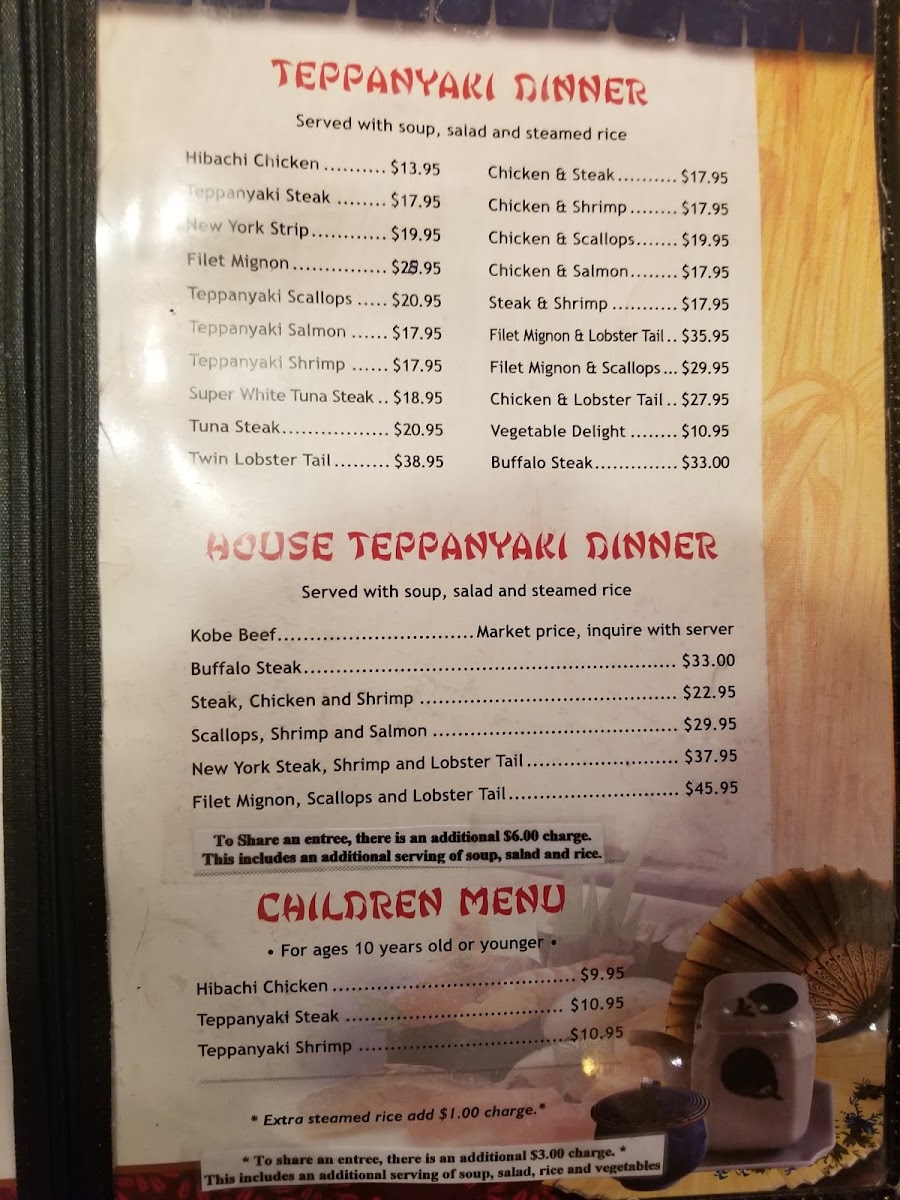 TEPPANYAKI DINNER
Served with soup, salad and steamed rice
Hibachi Chicken .......... $13.95
Teppanyaki Steak ........ $17.95
New York Strip............ $19.95
Filet Mignon ...............
Teppanyaki Scallops ..... $20.95
Teppanyaki Salmon ...... $17.95
Teppanyaki Shrimp ...... $17.95
Super White Tuna Steak .. $18.95
Tuna Steak................. $20.95
Twin Lobster Tail ......... $38.95
Chicken & Steak .......... $17.95
Chicken & Shrimp ........ $17.95
Chicken & Scallops....... $19.95
Chicken & Salmon........ $17.95
Steak & Shrimp ........... $17.95
Filet Mignon & Lobster Tail .. $35.95
Filet Mignon & Scallops ... $29.95
Chicken & Lobster Tail .. $27.95
Vegetable Delight ........ $10.95
Buffalo Steak.............. $33.00
HOUSE TEPPANYAKI DINNER
Served with soup, salad and steamed rice
Kobe Beef..............................Market price, inquire with server
Buffalo Steak......................................................... $33.00
Steak, Chicken and Shrimp ....................................... $22.95
Scallops, Shrimp and Salmon ..................................... $29.95
New York Steak, Shrimp and Lobster Tail....................... $37.95
Filet Mignon, Scallops and Lobster Tail.......................... $45.95
To Share an entree, there is an additional $6.00 charge.
This includes an additional serving of soup, salad and rice.
CHILDREN MENU
• For ages 10 years old or younger •
Hibachi Chicken ..................................... $9.95
Teppanyaki Steak ................................. $10.95
Teppanyaki Shrimp ................................ $10.95
* Extra steamed rice add $1.00 charge.*
* To share an entree, there is an additional $3.00 charge. *
This includes an additional serving of soup, salad, rice and vegetables